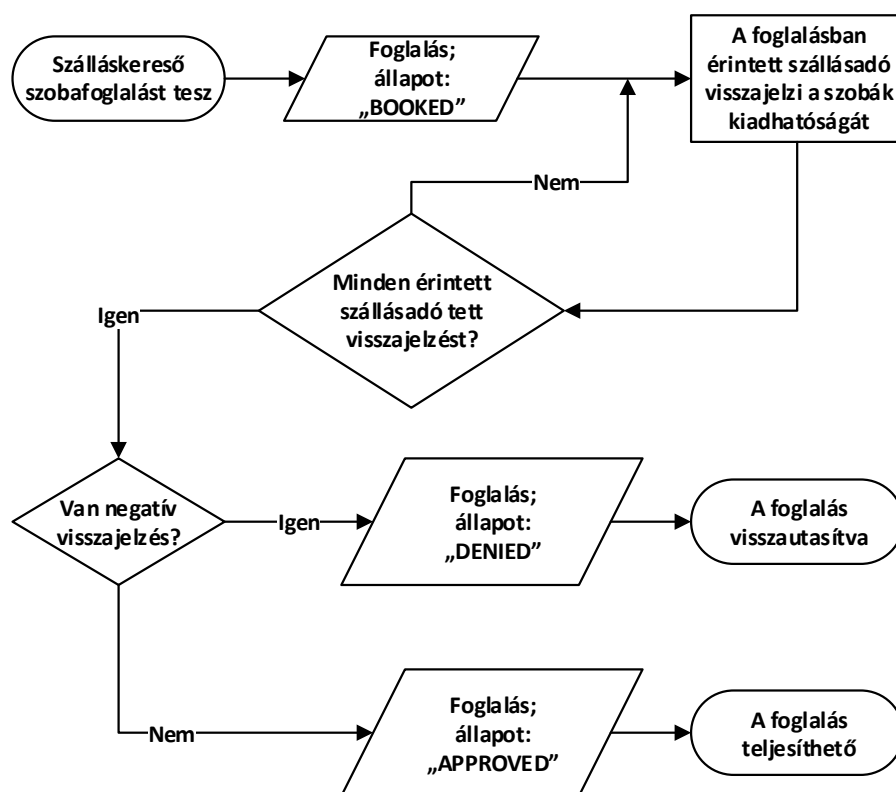 Szálláskereső
szobafoglalást tesz
Foglalás;
állapot:
„BOOKED”
A foglalásban
érintett szállásadó
visszajelzi a szobák
kiadhatóságát
Nem
Minden érintett
szállásadó tett
visszajelzést?
Igen
Van negatív
visszajelzés?
Igen
Foglalás;
állapot:
„DENIED”
A foglalás
visszautasítva
Nem
Foglalás;
állapot:
„APPROVED”
A foglalás
teljesíthető